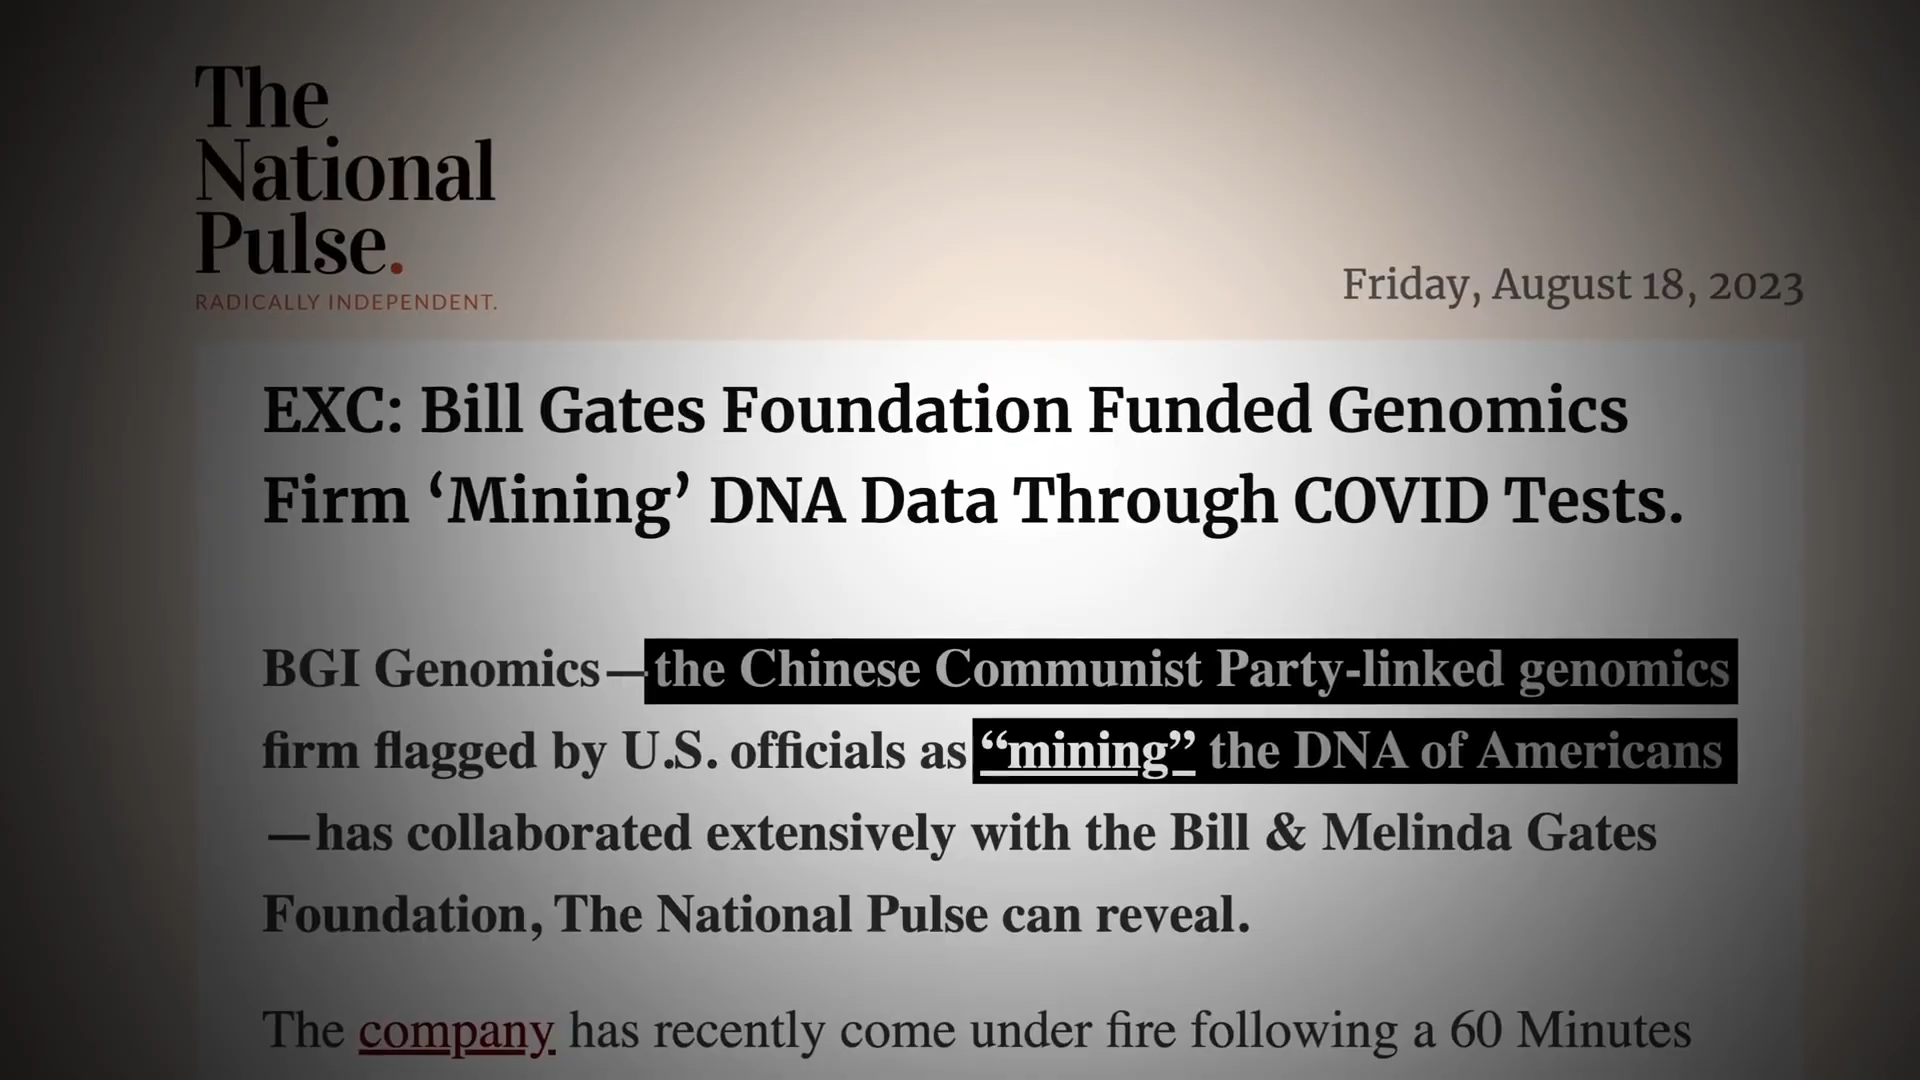 The
National
Pulse.
RADICALLY INDEPENDENT.
Friday, August 18, 2023
EXC: Bill Gates Foundation Funded Genomics
Firm ‘Mining’ DNA Data Through COVID Tests.
BGI Genomics—the Chinese Communist Party-linked genomics
firm flagged by U.S. officials as “mining” the DNA of Americans
—has collaborated extensively with the Bill & Melinda Gates
Foundation, The National Pulse can reveal.
The company has recently come under fire following a 60 Minutes